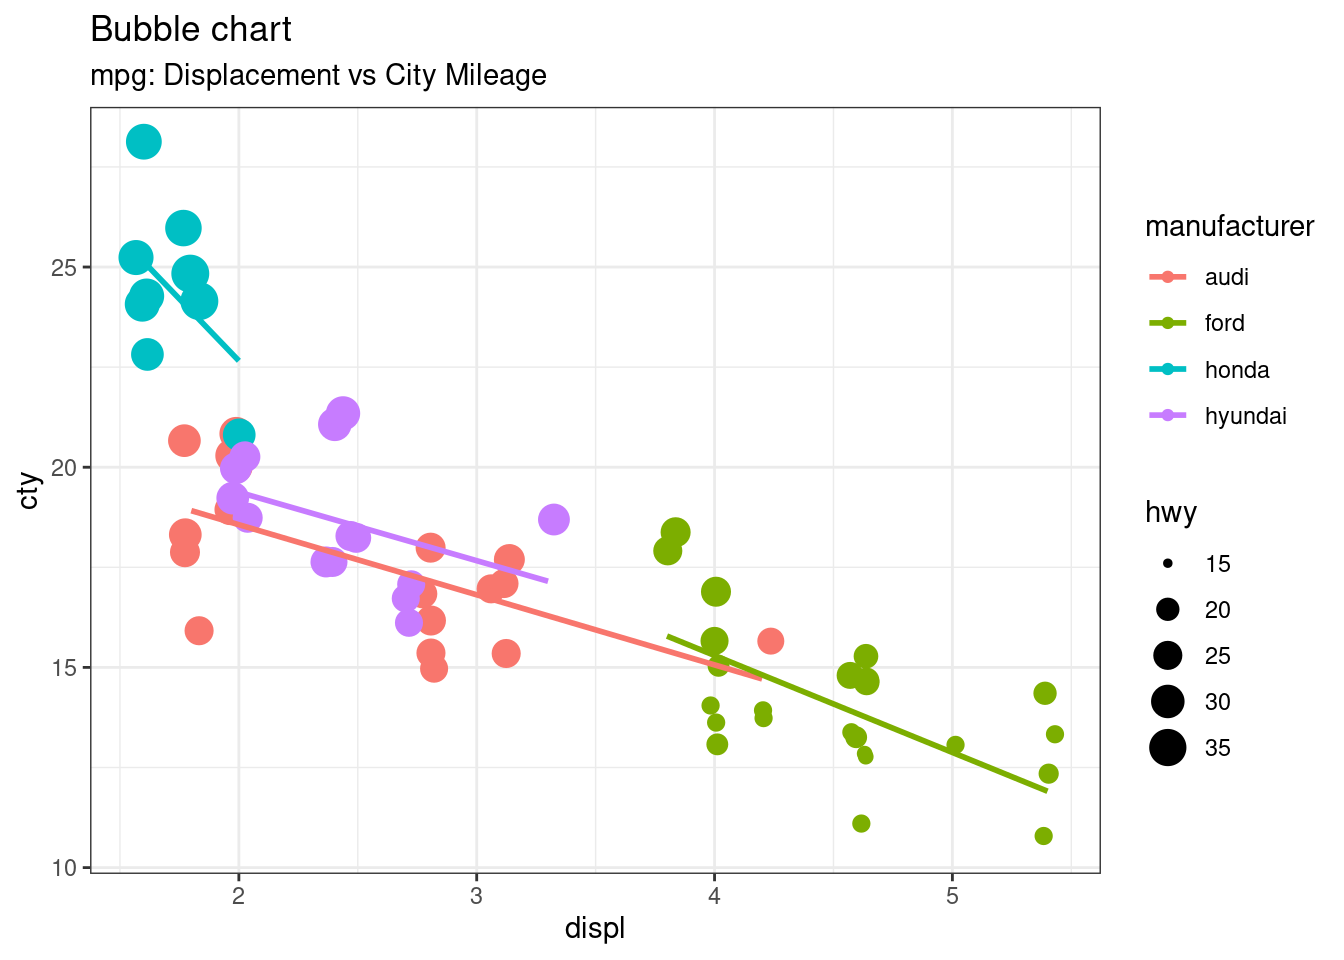 Bubble chart
mpg: Displacement vs City Mileage
cty
25
20
15
10
2 3 4 5
displ
manufacturer
audi
ford
honda
hyundai
hwy
15
20
25
30
35